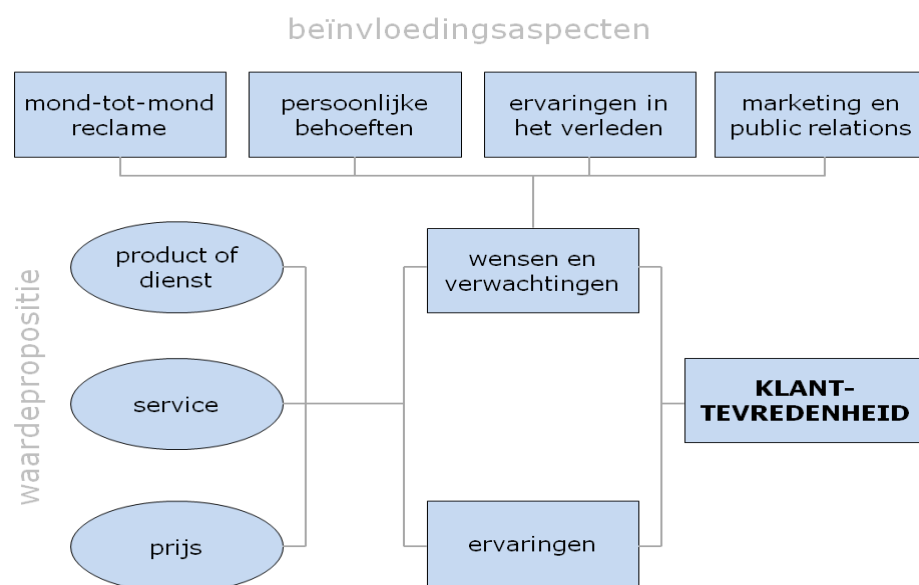 beïnvloedingsaspecten
mond-tot-mond
reclame
persoonlijke
behoeften
ervaringen in
het verleden
marketing en
public relations
waardepropositie
product of
dienst
wensen en
verwachtingen
service
KLANT-
TEVREDENHEID
prijs
ervaringen